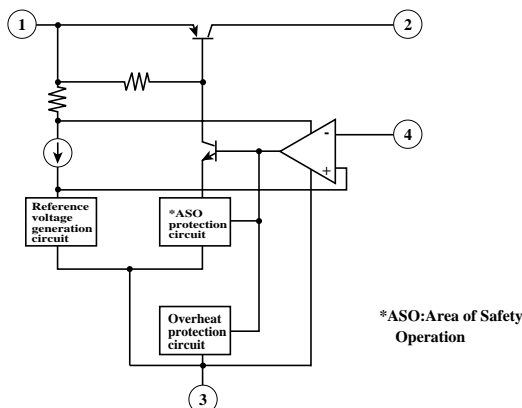 1
2
-
4
+
Reference
voltage
generation
circuit
*ASO
protection
circuit
Overheat
protection
circuit
*ASO:Area of Safety
Operation
3